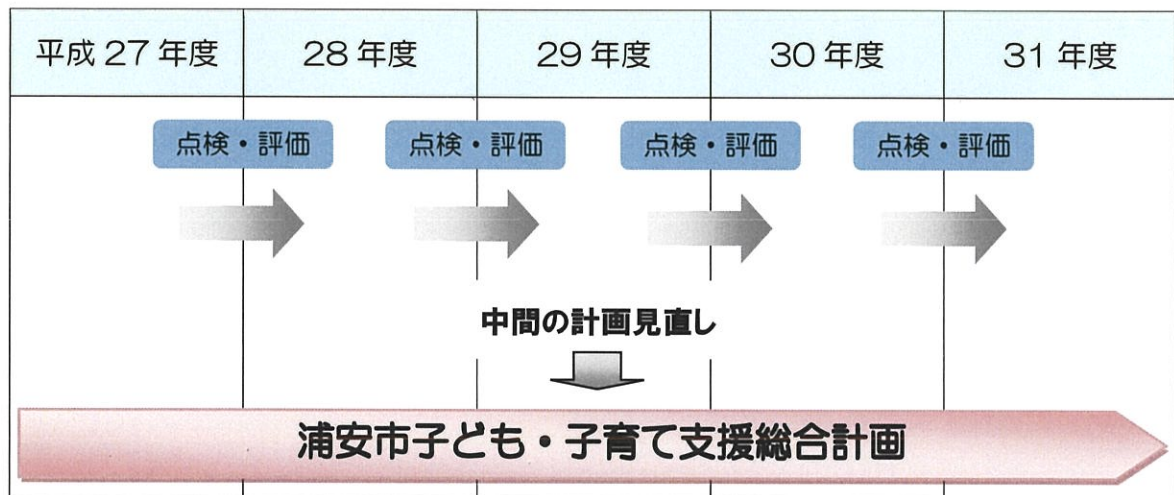 平成 27 年度 28 年度 29 年度 30 年度 31 年度
点検・評価 点検・評価 点検・評価 点検・評価
中間の計画見直し
浦安市子ども・子育て支援総合計画